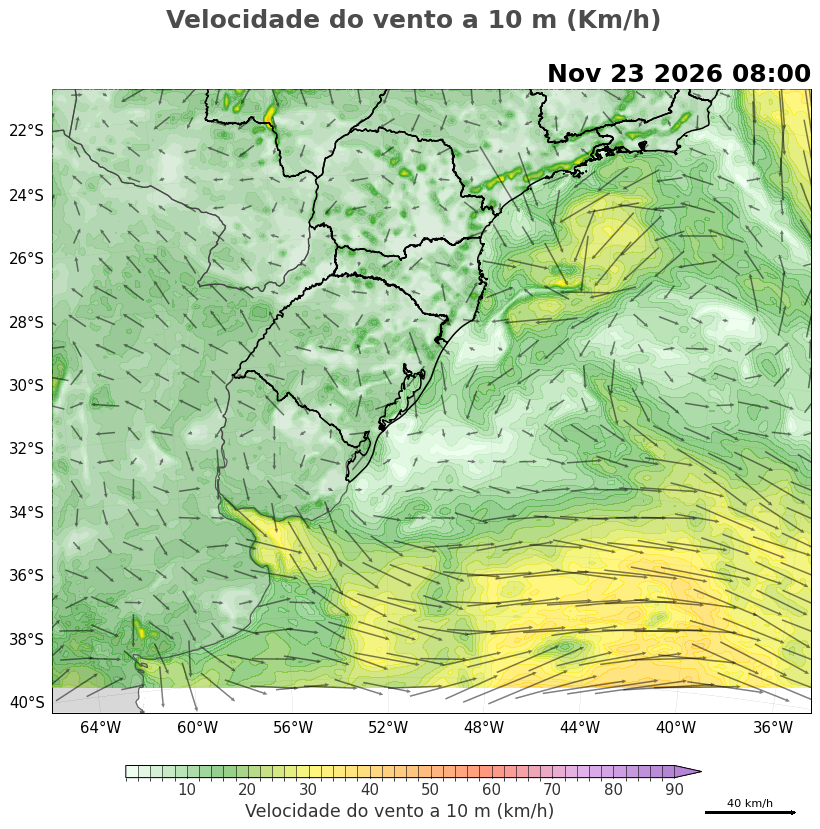 Velocidade do vento a 10 m (Km/h)
Nov 23 2026 08:00
22°S
24°S
26°S
28°S
30°S
32°S
34°S
36°S
38°S
40°S
64°W 60°W 56°W 52°W 48°W 44°W 40°W 36°W
10 20 30 40 50 60 70 80 90
Velocidade do vento a 10 m (km/h)
40 km/h